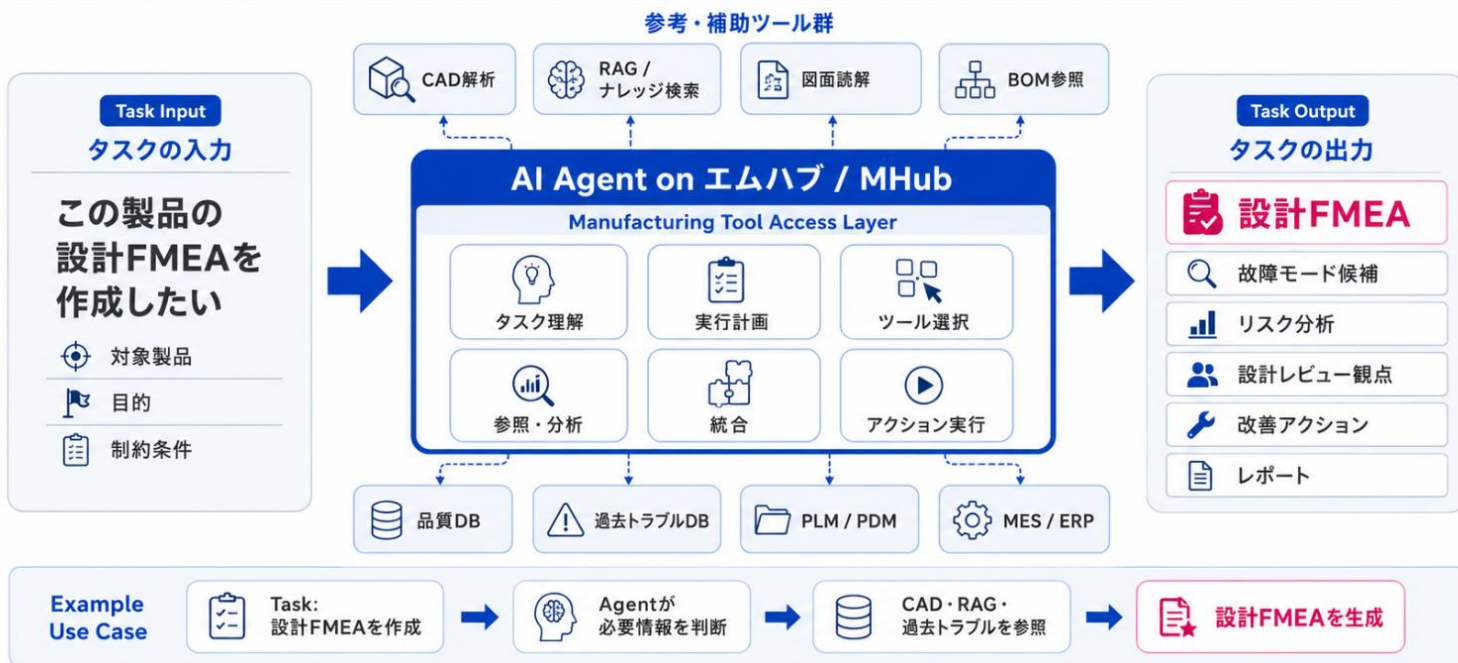 参考・補助ツール群
CAD解析
RAG /
ナレッジ検索
図面読解
BOM参照
Task Input
タスクの入力
この製品の
設計FMEAを
作成したい
対象製品
目的
制約条件
AI Agent on エムハブ / MHub
Manufacturing Tool Access Layer
タスク理解
実行計画
ツール選択
参照・分析
統合
アクション実行
Task Output
タスクの出力
設計FMEA
故障モード候補
リスク分析
設計レビュー観点
改善アクション
レポート
品質DB
過去トラブルDB
PLM / PDM
MES / ERP
Example
Use Case
Task:
設計FMEAを作成
Agentが
必要情報を判断
CAD・RAG・
過去トラブルを参照
設計FMEAを生成